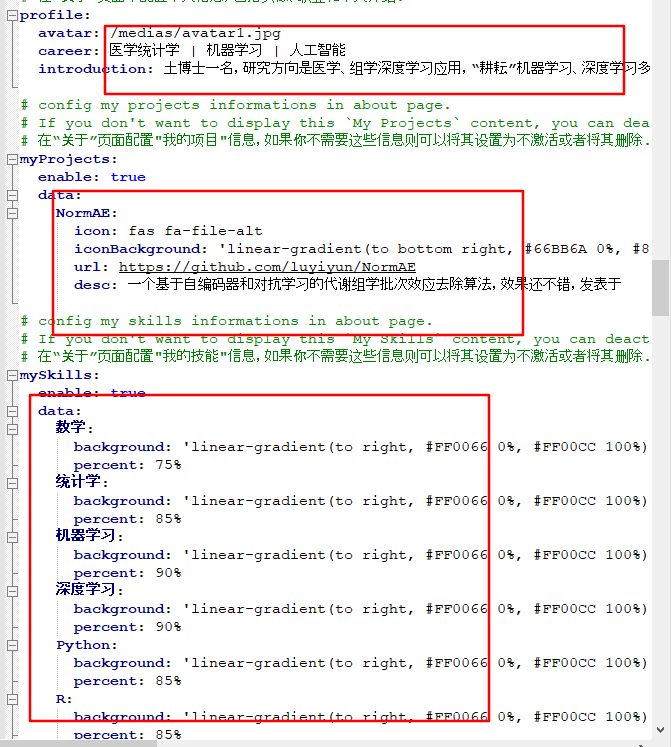 profile:
avatar: /medias/avatar1.jpg
career: 医学统计学 | 机器学习 | 人工智能
introduction: 土博士一名,研究方向是医学、组学深度学习应用,“耕耘”机器学习、深度学习多
# config my projects informations in about page.
# If you don't want to display this `My Projects` content, you can dea
# 在“关于”页面配置"我的项目"信息,如果你不需要这些信息则可以将其设置为不激活或者将其删除.
myProjects:
enable: true
data:
NormAE:
icon: fas fa-file-alt
iconBackground: 'linear-gradient(to bottom right, #66BB6A 0%, #8
url: https://github.com/luyiyun/NormAE
desc: 一个基于自编码器和对抗学习的代谢组学批次效应去除算法,效果还不错,发表于
# config my skills informations in about page.
# If you don't want to display this `My Skills` content, you can deact
# 在“关于”页面配置"我的技能"信息,如果你不需要这些信息则可以将其设置为不激活或者将其删除.
mySkills:
enable: true
data:
数学:
background: 'linear-gradient(to right, #FF0066 0%, #FF00CC 100%)
percent: 75%
统计学:
background: 'linear-gradient(to right, #FF0066 0%, #FF00CC 100%)
percent: 85%
机器学习:
background: 'linear-gradient(to right, #FF0066 0%, #FF00CC 100%)
percent: 90%
深度学习:
background: 'linear-gradient(to right, #FF0066 0%, #FF00CC 100%)
percent: 90%
Python:
background: 'linear-gradient(to right, #FF0066 0%, #FF00CC 100%)
percent: 85%
R:
background: 'linear-gradient(to right, #FF0066 0%, #FF00CC 100%)
percent: 85%